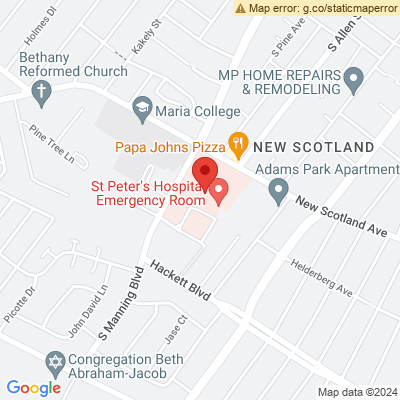 Map error: g.co/staticmaperror
Holmes Dl
Kakely St
S Pine Ave
S Allen S
Bethany
Reformed Church
MP HOME REPAIRS
& REMODELING
Maria College
Pine Tree Ln
Papa Johns Pizza
NEW SCOTLAND
Adams Park Apartment
St Peter's Hospital
Emergency Room
New Scotland Ave
S Manning Blvd
Hackett Blvd
Helderberg Ave
Picotte Dr
John David Ln
Jase Ct
Congregation Beth
Abraham-Jacob
Google
Map data ©2024